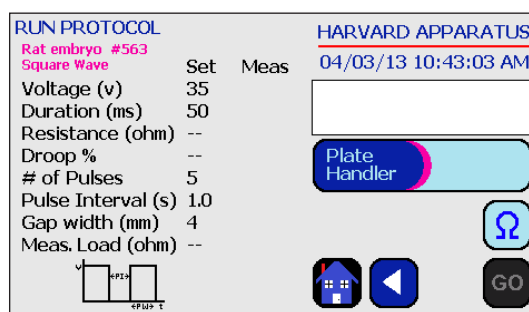 RUN PROTOCOL
Rat embryo #563
Square Wave
Set Meas
Voltage (v) 35
Duration (ms) 50
Resistance (ohm) --
Droop % --
# of Pulses 5
Pulse Interval (s) 1.0
Gap width (mm) 4
Meas. Load (ohm) --
v
←PI→
←PW→ t
HARVARD APPARATUS
04/03/13 10:43:03 AM
Plate
Handler
Ω
GO